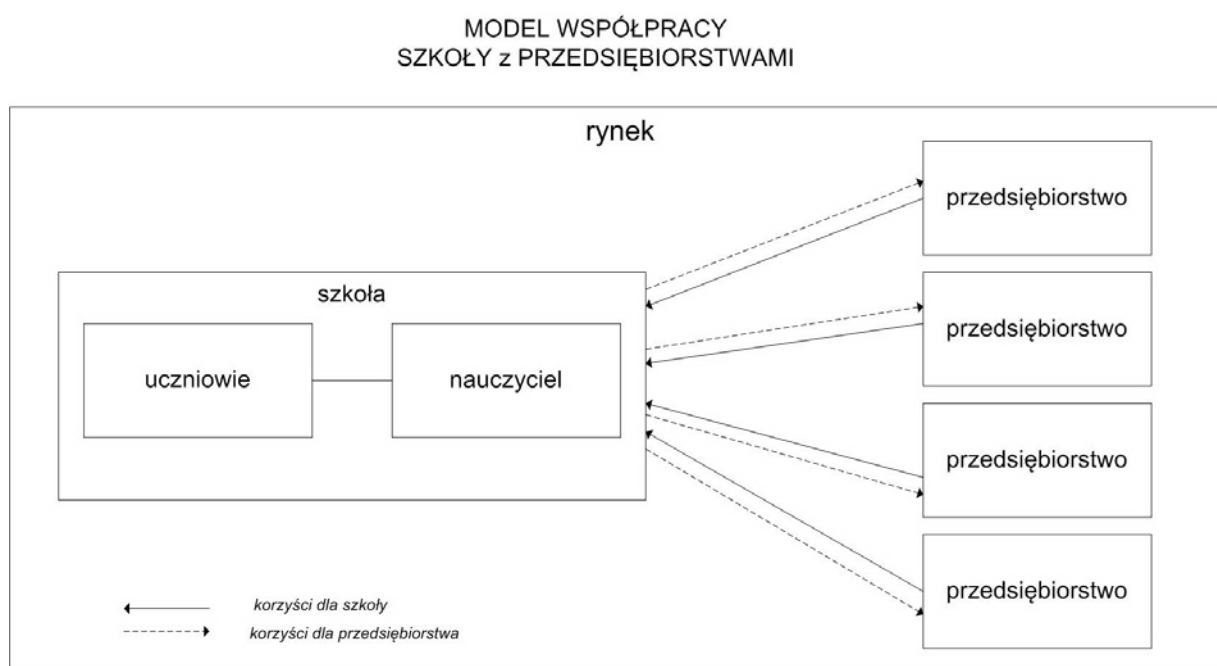 MODEL WSPÓŁPRACY
SZKOŁY z PRZEDSIĘBIORSTWAMI
rynek
przedsiębiorstwo
przedsiębiorstwo
szkoła
uczniowie
nauczyciel
przedsiębiorstwo
przedsiębiorstwo
korzyści dla szkoły
korzyści dla przedsiębiorstwa